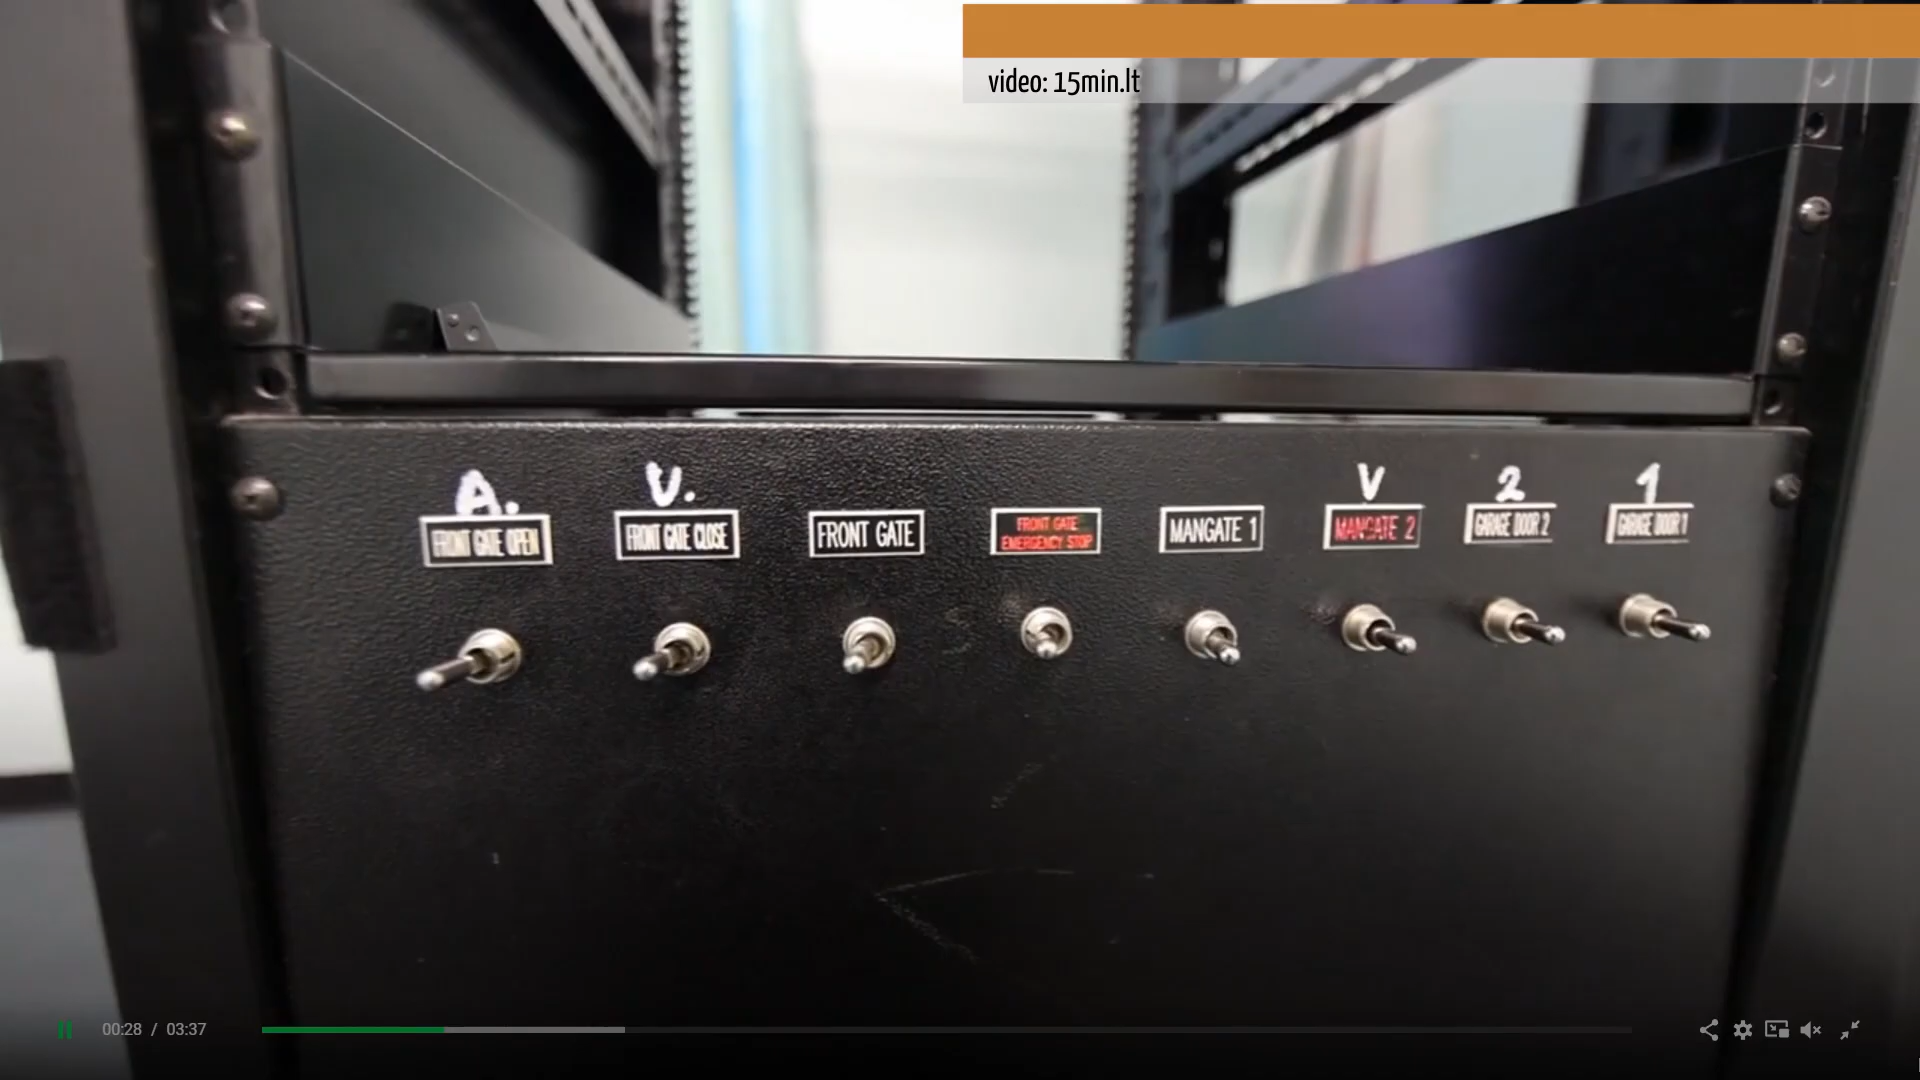 video: 15min.lt
A. V. V 2 1
FRONT GATE OPEN
FRONT GATE CLOSE
FRONT GATE
FRONT GATE
EMERGENCY STOP
MANGATE 1
MANGATE 2
GARAGE DOOR 2
GARAGE DOOR 1
00:28 / 03:37